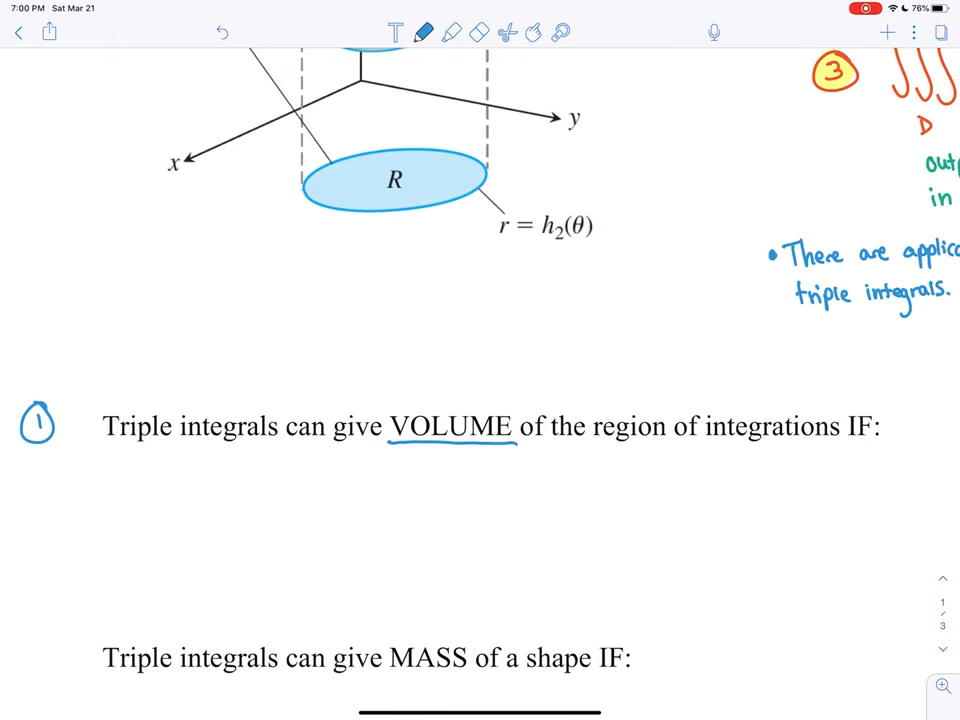 7:00 PM Sat Mar 21
76%
3
∭
D
y
x
R
in
r = h₂(θ)
• There are
triple integrals.
1
Triple integrals can give VOLUME of the region of integrations IF:
1
/
3
Triple integrals can give MASS of a shape IF: